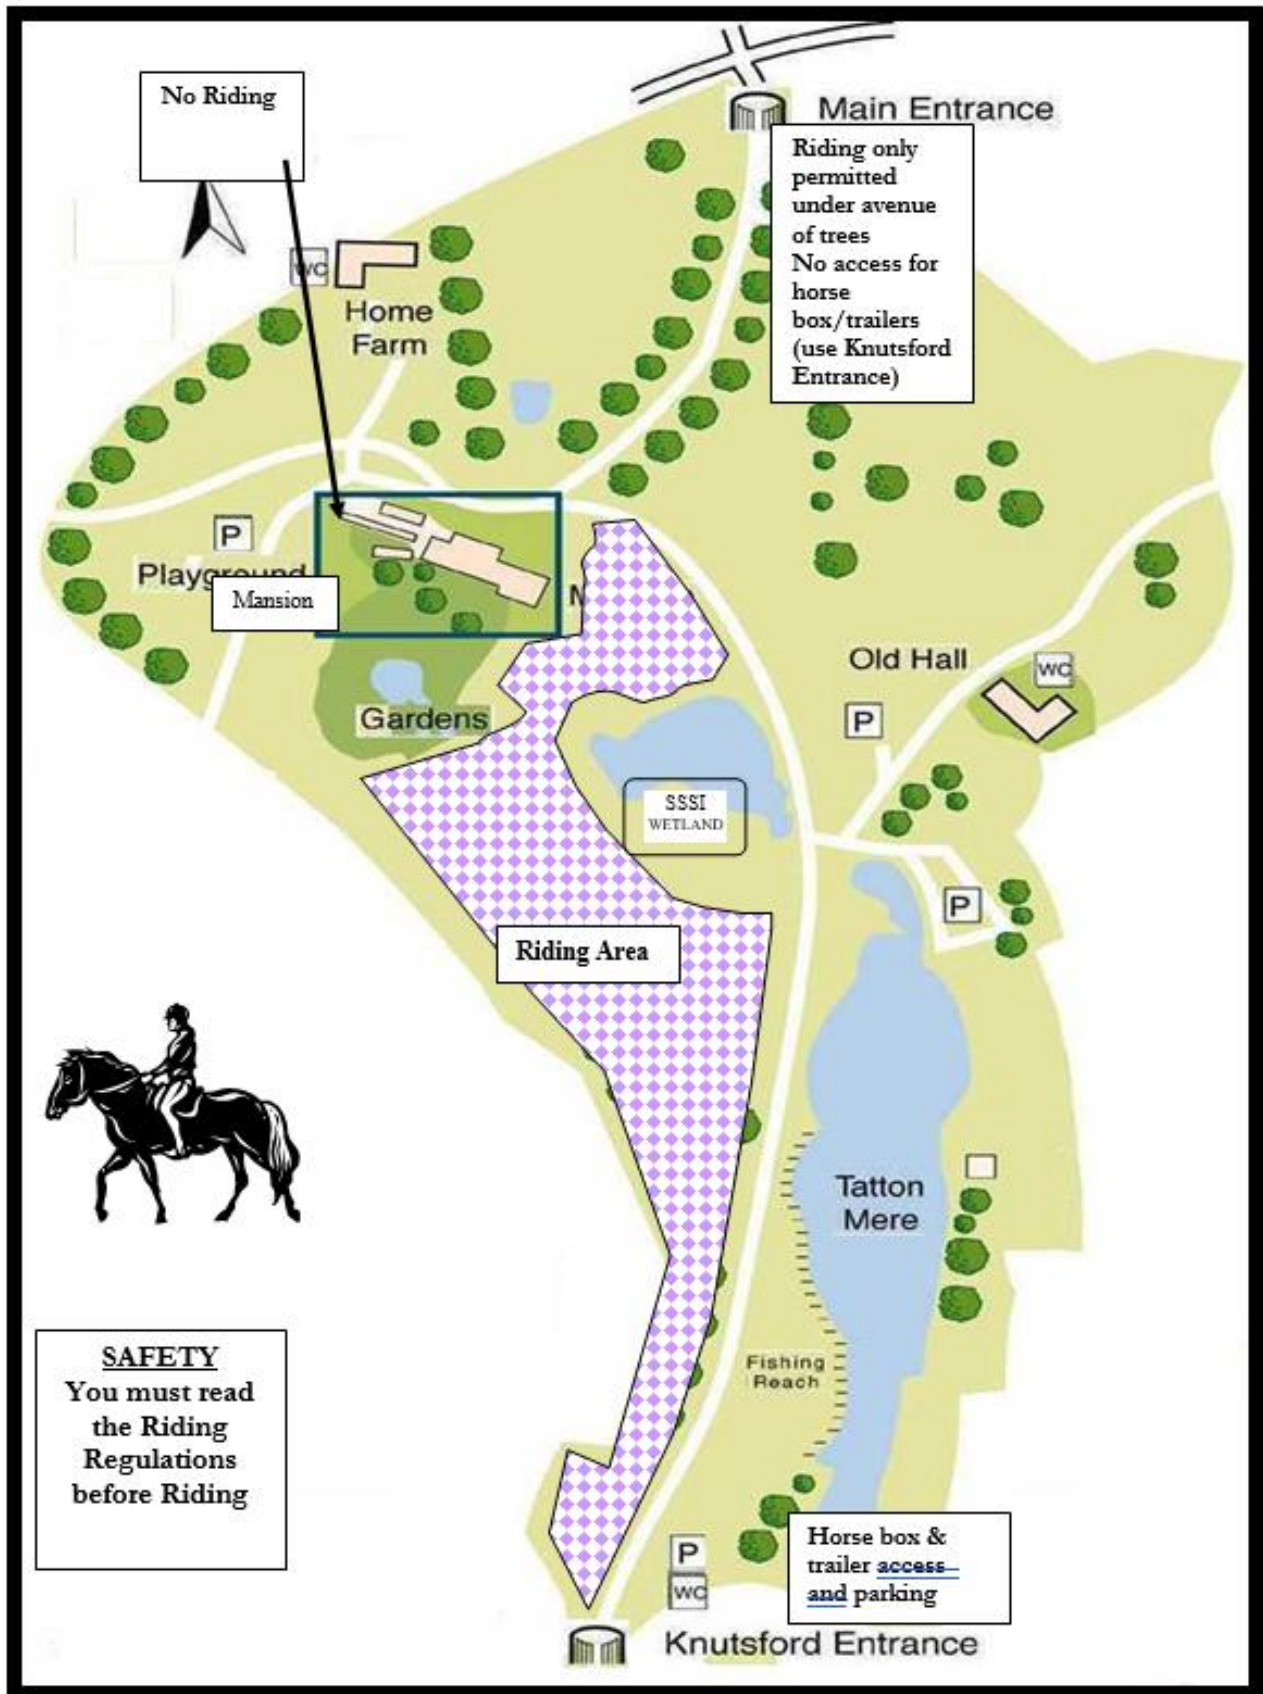 No Riding
Main Entrance
Riding only
permitted
under avenue
of trees
No access for
horse
box/trailers
(use Knutsford
Entrance)
WC
Home
Farm
P
Playground
Mansion
Old Hall
WC
P
Gardens
SSSI
WETLAND
P
Riding Area
Tatton
Mere
SAFETY
You must read
the Riding
Regulations
before Riding
Fishing
Reach
P
WC
Horse box &
trailer access
and parking
Knutsford Entrance